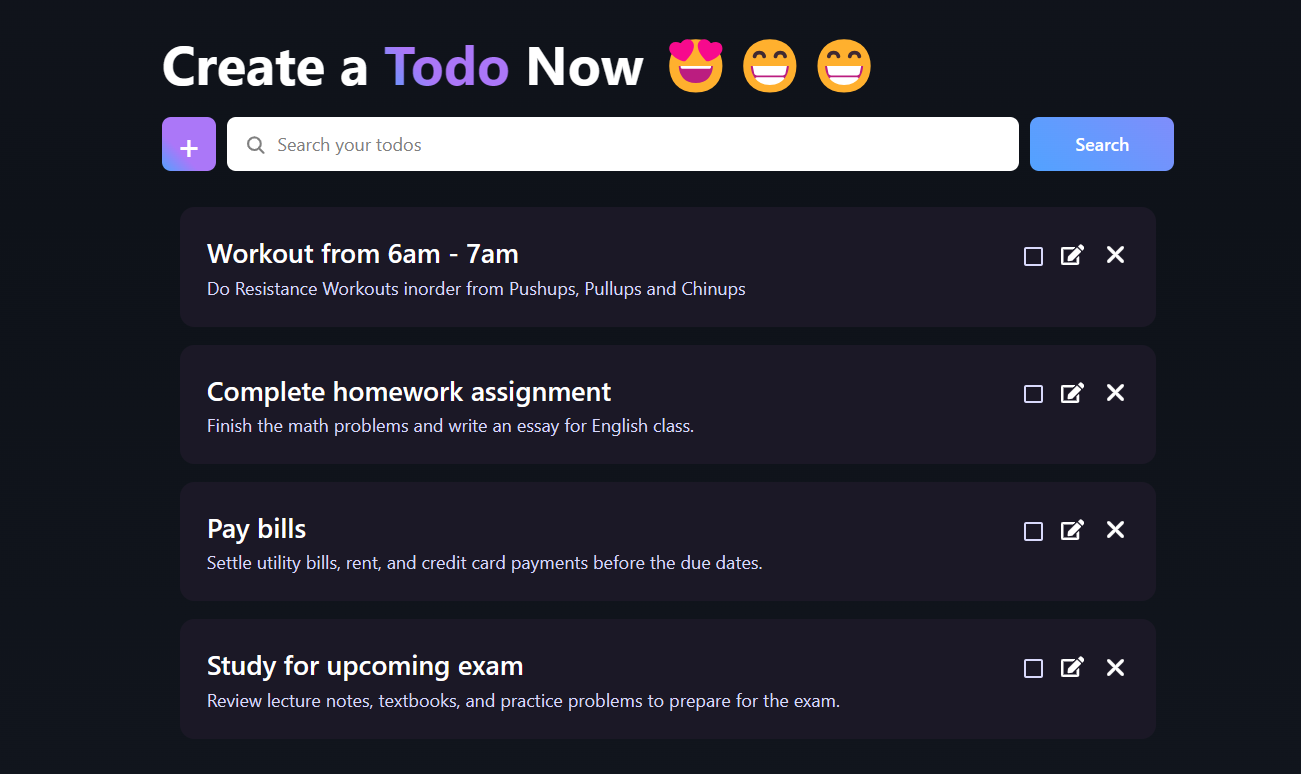 Create a Todo Now 😍 😁 😁
+ Search your todos Search
Workout from 6am - 7am
Do Resistance Workouts inorder from Pushups, Pullups and Chinups
Complete homework assignment
Finish the math problems and write an essay for English class.
Pay bills
Settle utility bills, rent, and credit card payments before the due dates.
Study for upcoming exam
Review lecture notes, textbooks, and practice problems to prepare for the exam.